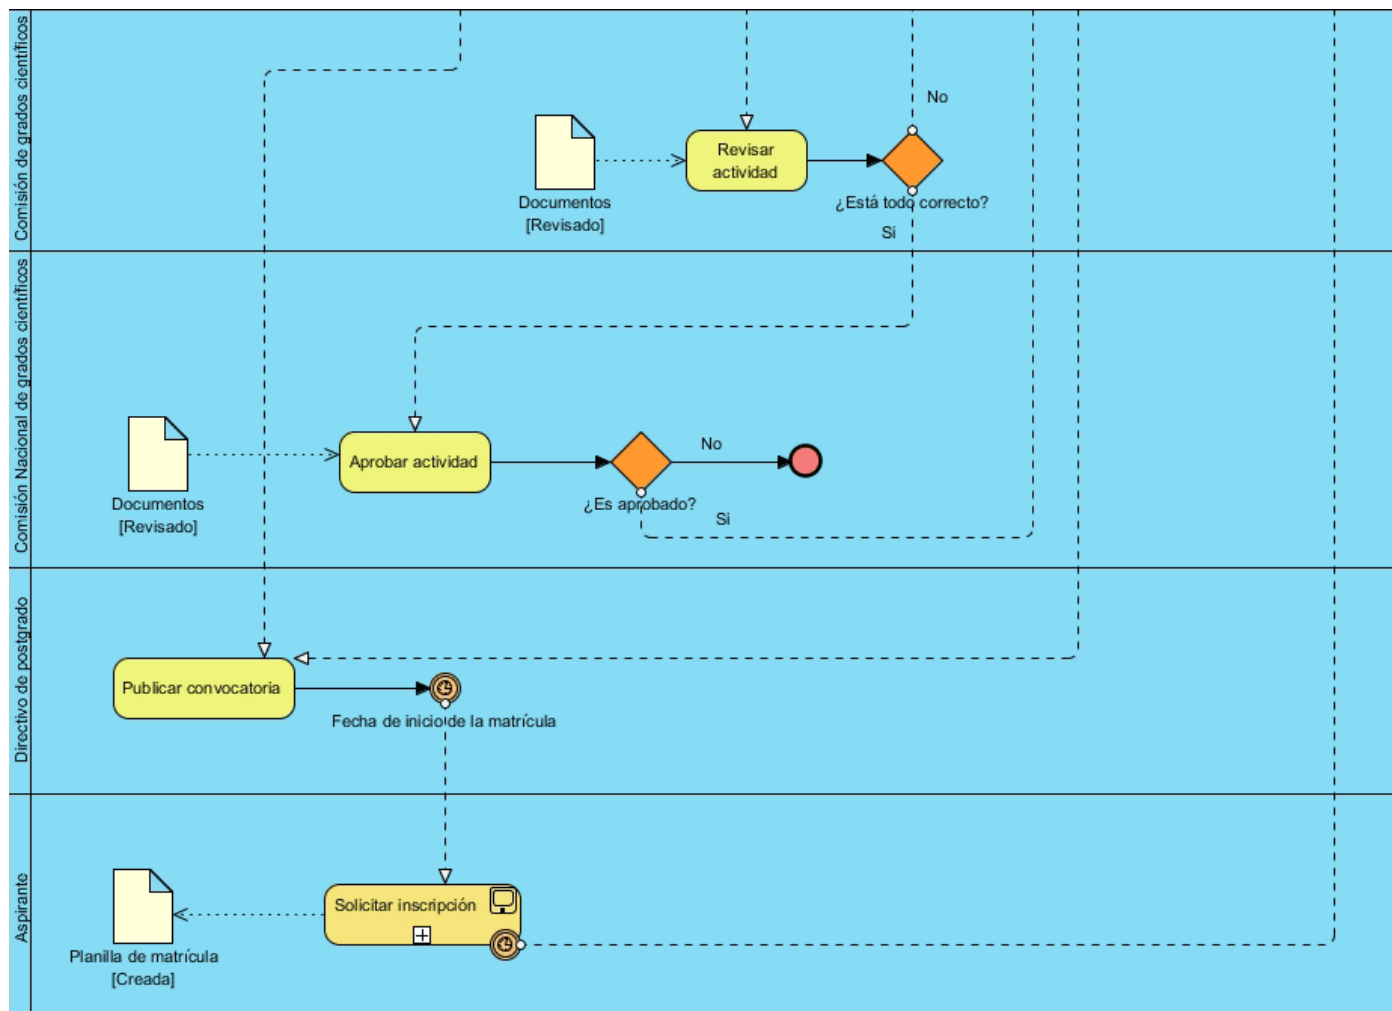 Comisión de grados científicos
No
Revisar
actividad
Documentos
[Revisado]
¿Está todo correcto?
Si
Comisión Nacional de grados científicos
Aprobar actividad
No
Documentos
[Revisado]
¿Es aprobado?
Si
Directivo de postgrado
Publicar convocatoria
Fecha de inicio de la matrícula
Aspirante
Solicitar inscripción
Planilla de matrícula
[Creada]